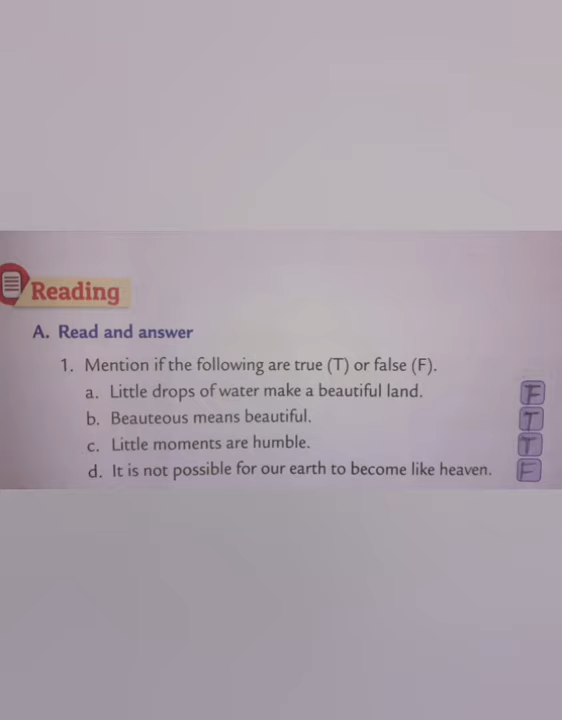 Reading
A. Read and answer
1. Mention if the following are true (T) or false (F).
a. Little drops of water make a beautiful land. F
b. Beauteous means beautiful. T
c. Little moments are humble. T
d. It is not possible for our earth to become like heaven. F